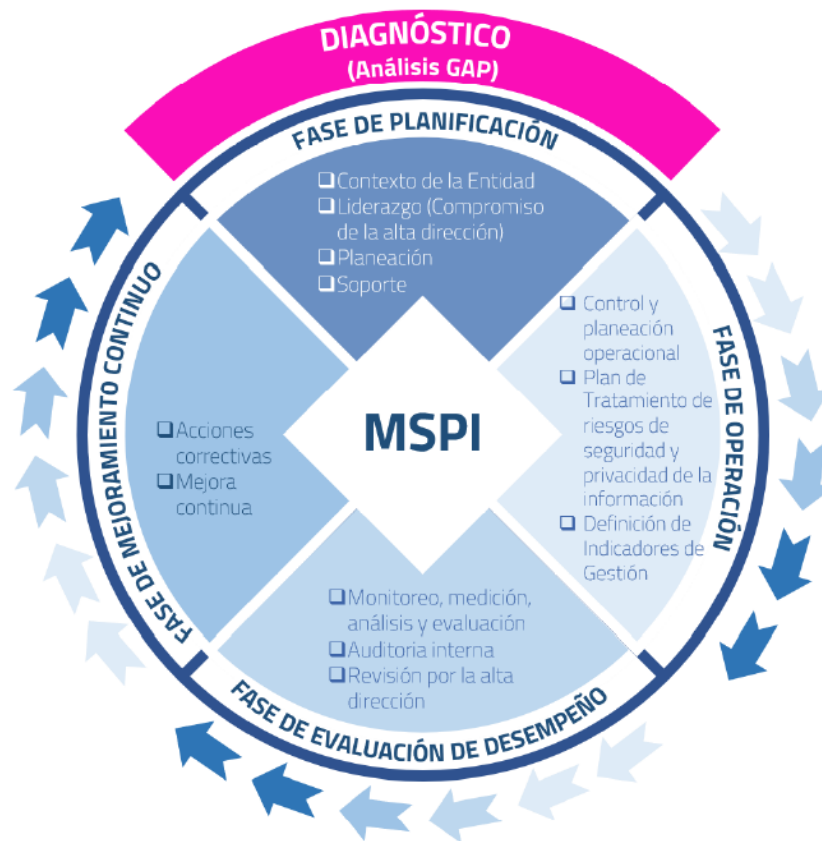 DIAGNÓSTICO
(Análisis GAP)
FASE DE PLANIFICACIÓN
❑Contexto de la Entidad
❑Liderazgo (Compromiso
de la alta dirección)
❑Planeación
❑Soporte
FASE DE OPERACIÓN
❑ Control y
planeación
operacional
❑ Plan de
Tratamiento de
riesgos de
seguridad y
privacidad de la
información
❑ Definición de
Indicadores de
Gestión
MSPI
FASE DE MEJORAMIENTO CONTINUO
❑Acciones
correctivas
❑Mejora
continua
❑Monitoreo, medición,
análisis y evaluación
❑Auditoria interna
❑Revisión por la alta
dirección
FASE DE EVALUACIÓN DE DESEMPEÑO